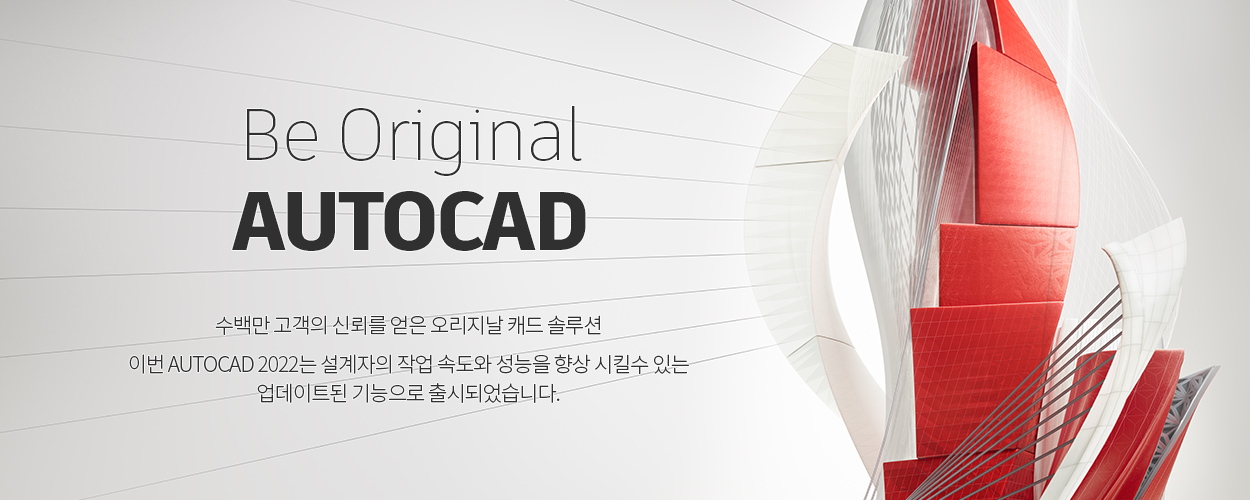 Be Original
AUTOCAD
수백만 고객의 신뢰를 얻은 오리지날 캐드 솔루션
이번 AUTOCAD 2022는 설계자의 작업 속도와 성능을 향상 시킬수 있는
업데이트된 기능으로 출시되었습니다.